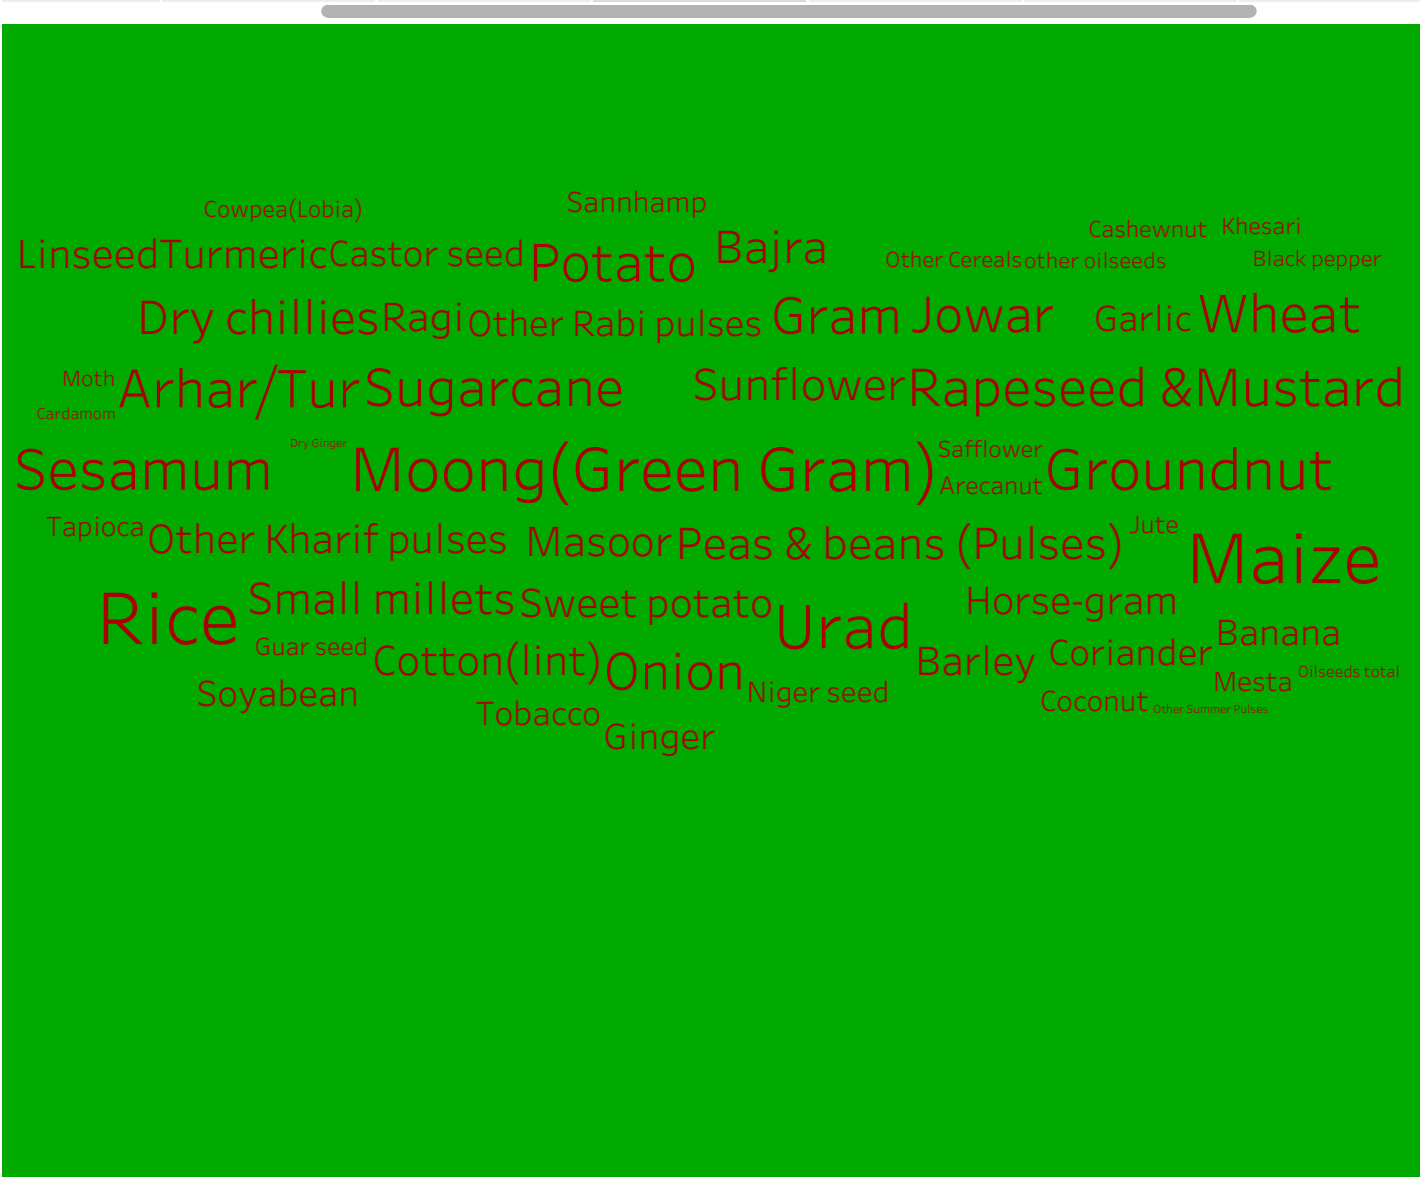 Sannhamp
Cowpea(Lobia)
Cashewnut Khesari
Linseed Turmeric Castor seed Potato Bajra Other Cereals other oilseeds Black pepper
Dry chillies Ragi Other Rabi pulses Gram Jowar Garlic Wheat
Moth Arhar/Tur Sugarcane Sunflower Rapeseed &Mustard
Cardamom
Dry Ginger Safflower
Sesamum Moong(Green Gram) Groundnut
Arecanut
Tapioca Other Kharif pulses Masoor Peas & beans (Pulses) Jute
Maize
Rice Small millets Sweet potato Urad Horse-gram
Guar seed Cotton(lint) Onion Barley Coriander Banana
Soyabean Niger seed Mesta Oilseeds total
Tobacco Coconut Other Summer Pulses
Ginger